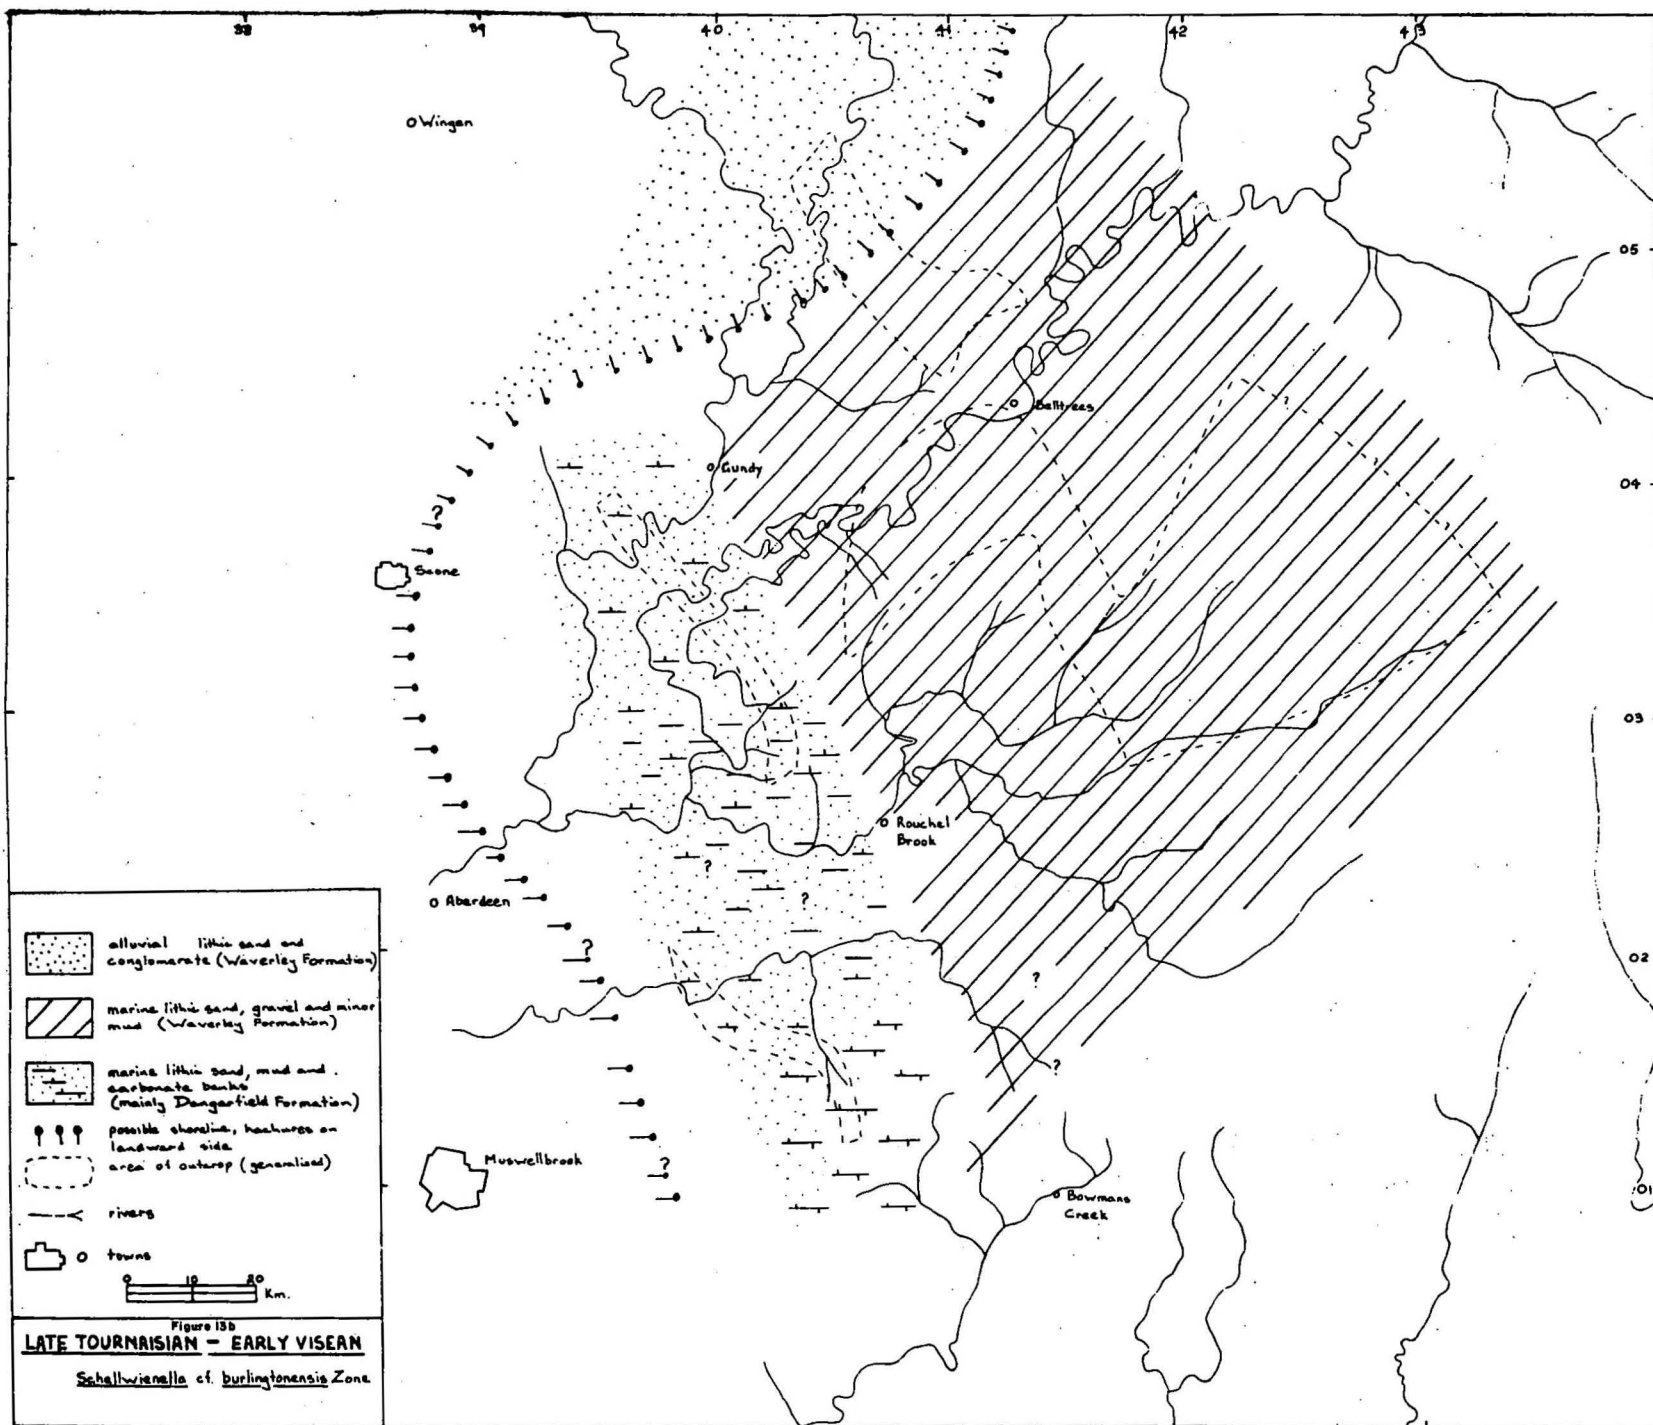 38 39 40 41 42 43
Wingen
05
Belltrees
Gundy
04
?
Scone
?
?
?
03
Rouchel
Brook
?
?
Aberdeen
?
?
02
?
Muswellbrook
?
01
Bowmans
Creek
alluvial lithic sand and
conglomerate (Waverley Formation)
marine lithic sand, gravel and minor
mud (Waverley Formation)
marine lithic sand, mud and
carbonate banks
(mainly Dangarfield Formation)
possible shoreline, hachures on
landward side
area of outcrop (generalised)
rivers
towns
0 10 20
Km.
Figure 13b
LATE TOURNAISIAN - EARLY VISEAN
Schellwienella cf. burlingtonensis Zone